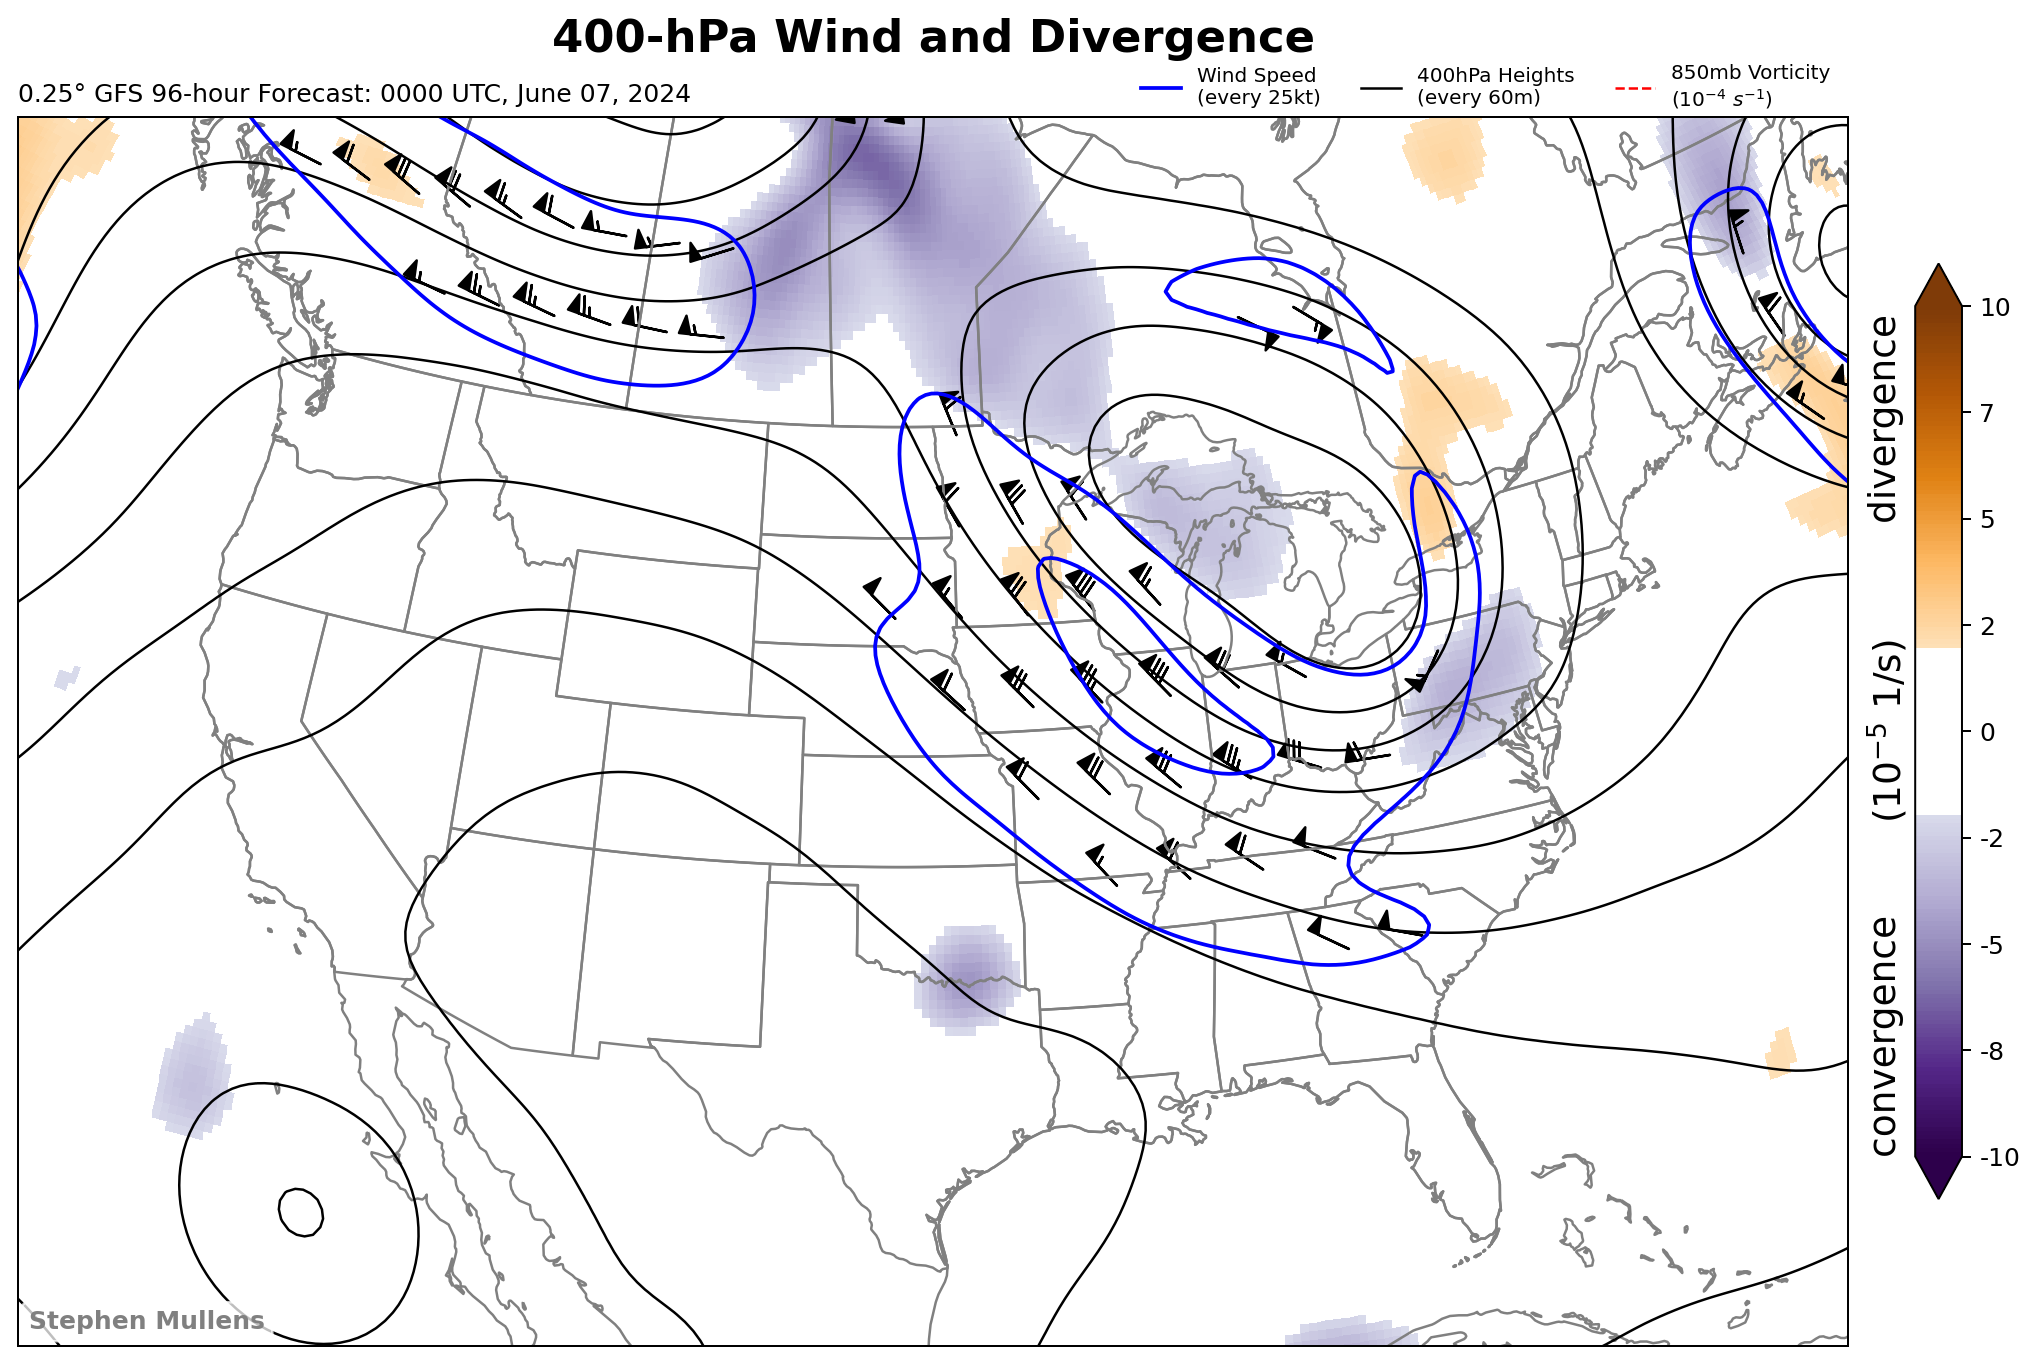 400-hPa Wind and Divergence
0.25° GFS 96-hour Forecast: 0000 UTC, June 07, 2024
Wind Speed
(every 25kt)
400hPa Heights
(every 60m)
850mb Vorticity
(10⁻⁴ s⁻¹)
10
7
5
2
0
-2
-5
-8
-10
convergence (10⁻⁵ 1/s) divergence
Stephen Mullens